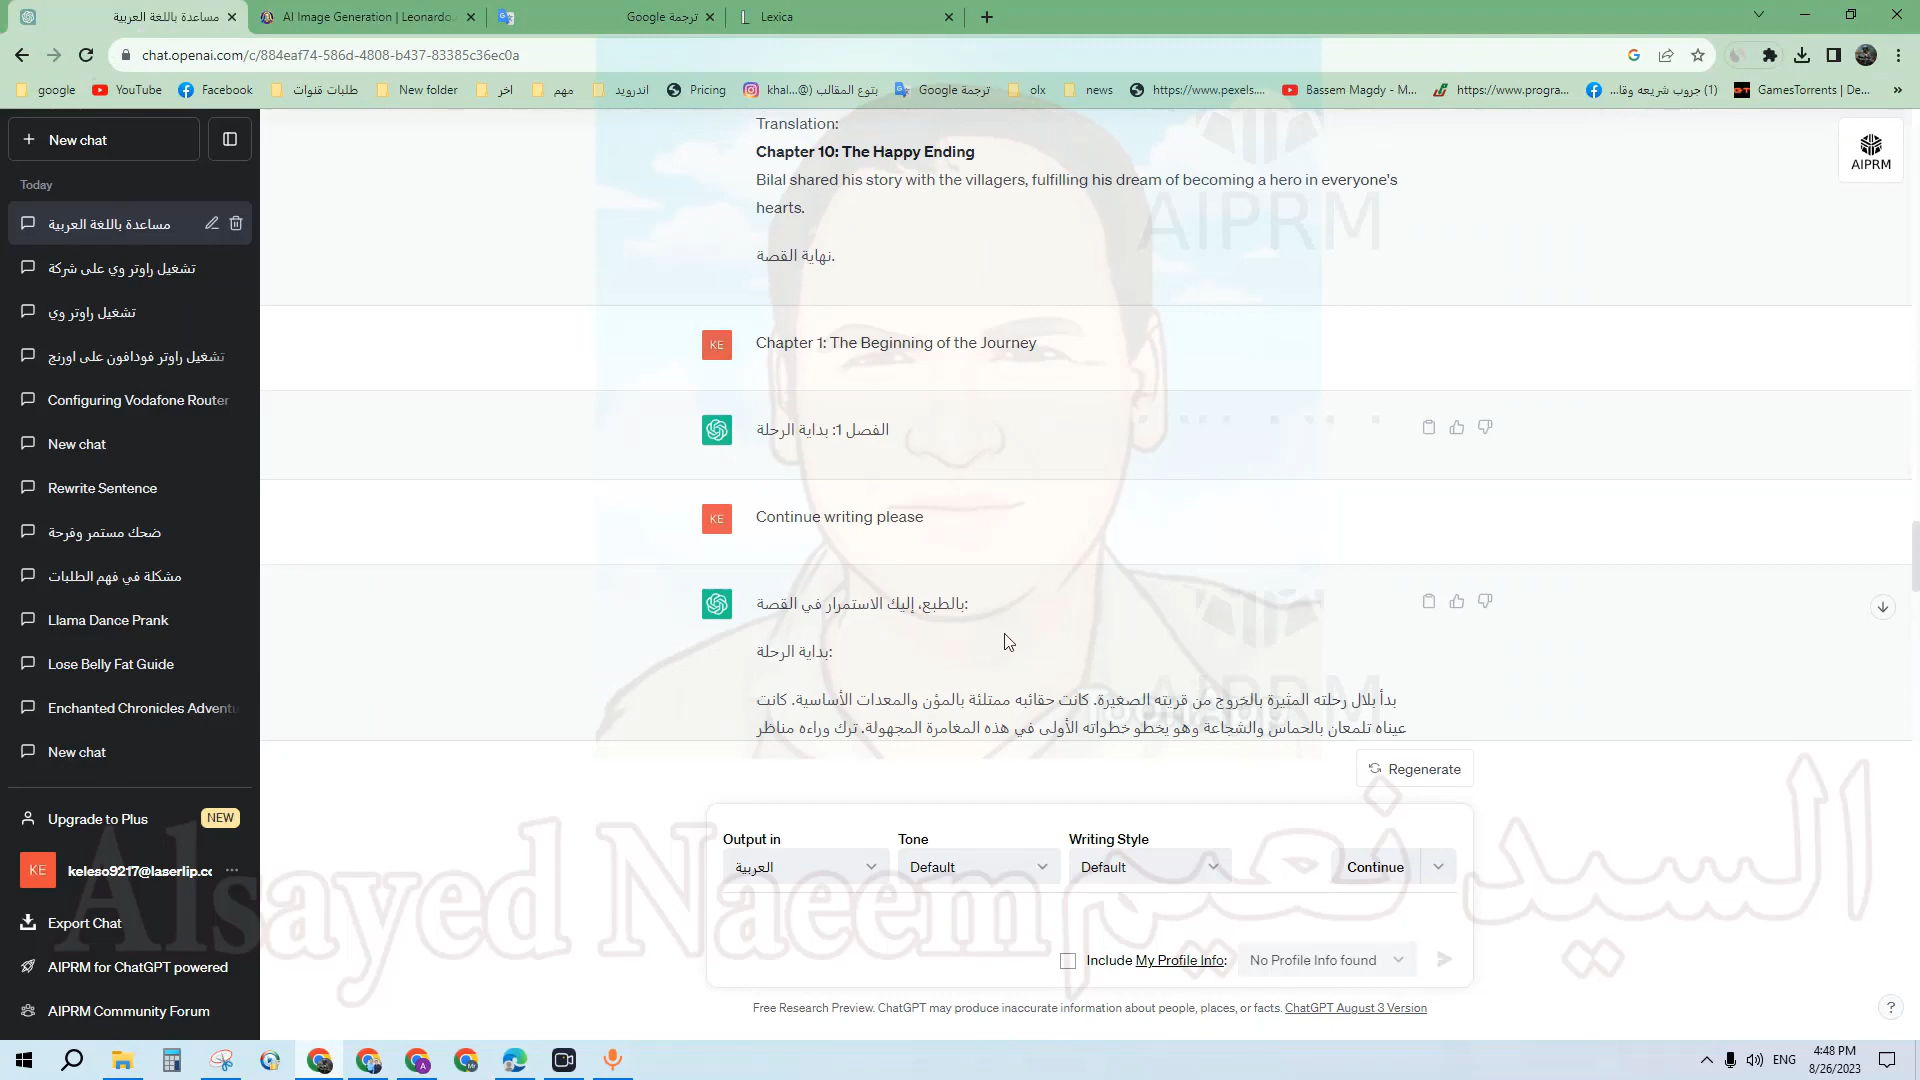 مساعدة باللغة العربية
AI Image Generation | Leonardo.
ترجمة Google
Lexica
chat.openai.com/c/884eaf74-586d-4808-b437-83385c36ec0a
google
YouTube
Facebook
طلبات قنوات
New folder
اخر
مهم
اندرويد
Pricing
بتوع المقالب (@khal...
ترجمة Google
olx
news
https://www.pexels....
Bassem Magdy - M...
https://www.progra...
(1) جروب شريعه وقا...
GamesTorrents | De...
New chat
Today
مساعدة باللغة العربية
تشغيل راوتر وي على شركة
تشغيل راوتر وي
تشغيل راوتر فودافون على اورنج
Configuring Vodafone Router
New chat
Rewrite Sentence
ضحك مستمر وفرحة
مشكلة في فهم الطلبات
Llama Dance Prank
Lose Belly Fat Guide
Enchanted Chronicles Adventu
New chat
Upgrade to Plus
NEW
KE
keleso9217@laserlip.cc
Export Chat
AIPRM for ChatGPT powered
AIPRM Community Forum
AIPRM
AIPRM
Translation:
Chapter 10: The Happy Ending
Bilal shared his story with the villagers, fulfilling his dream of becoming a hero in everyone's
hearts.
نهاية القصة.
KE
Chapter 1: The Beginning of the Journey
الفصل 1: بداية الرحلة
KE
Continue writing please
بالطبع، إليك الاستمرار في القصة:
بداية الرحلة:
بدأ بلال رحلته المثيرة بالخروج من قريته الصغيرة. كانت حقائبه ممتلئة بالمؤن والمعدات الأساسية. كانت
عيناه تلمعان بالحماس والشجاعة وهو يخطو خطواته الأولى في هذه المغامرة المجهولة. ترك وراءه مناظر
Regenerate
Output in
Tone
Writing Style
العربية
Default
Default
Continue
Include My Profile Info:
No Profile Info found
Free Research Preview. ChatGPT may produce inaccurate information about people, places, or facts. ChatGPT August 3 Version
?
Alsayed Naeem
السيد نعيم
ENG
4:48 PM
8/26/2023